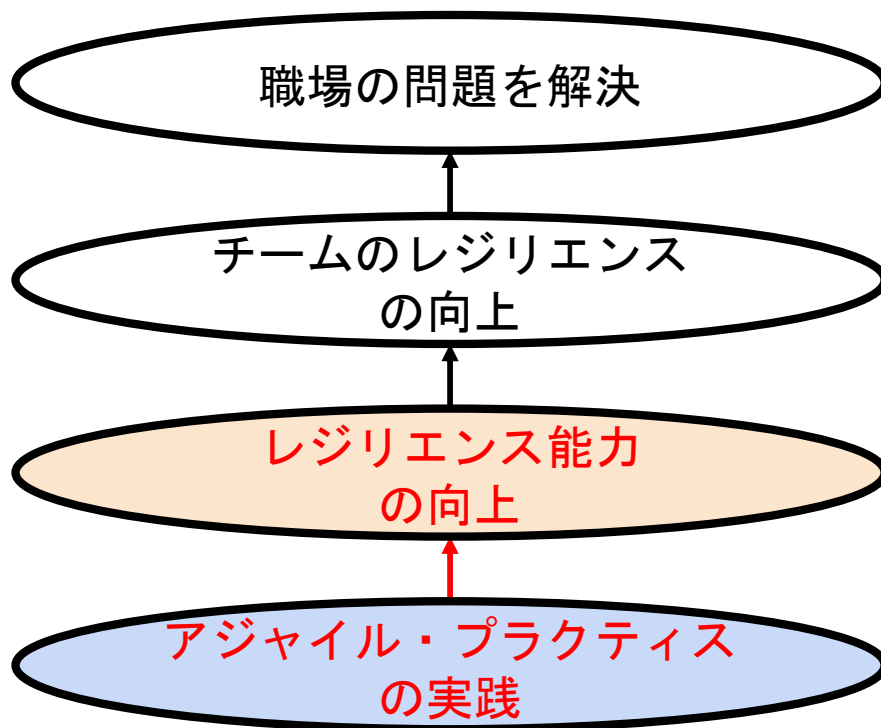 職場の問題を解決
チームのレジリエンス
の向上
レジリエンス能力
の向上
アジャイル・プラクティス
の実践